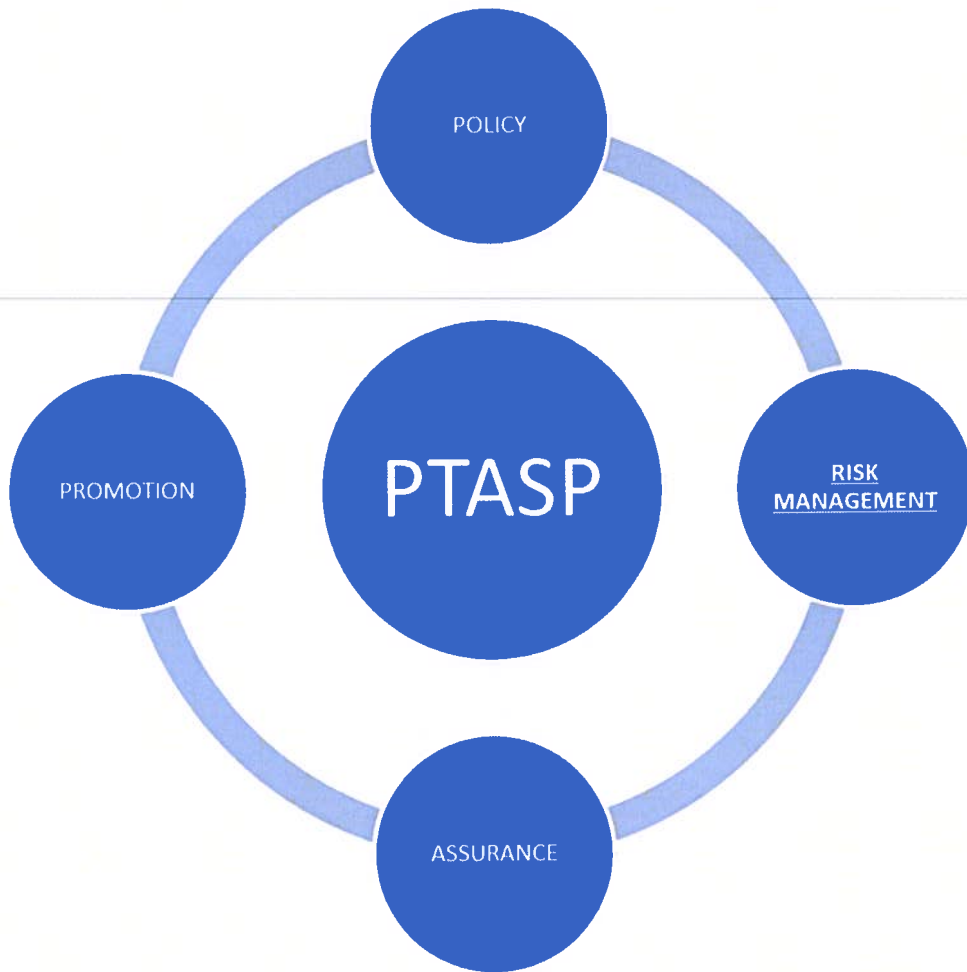 POLICY
PROMOTION
PTASP
RISK
MANAGEMENT
ASSURANCE